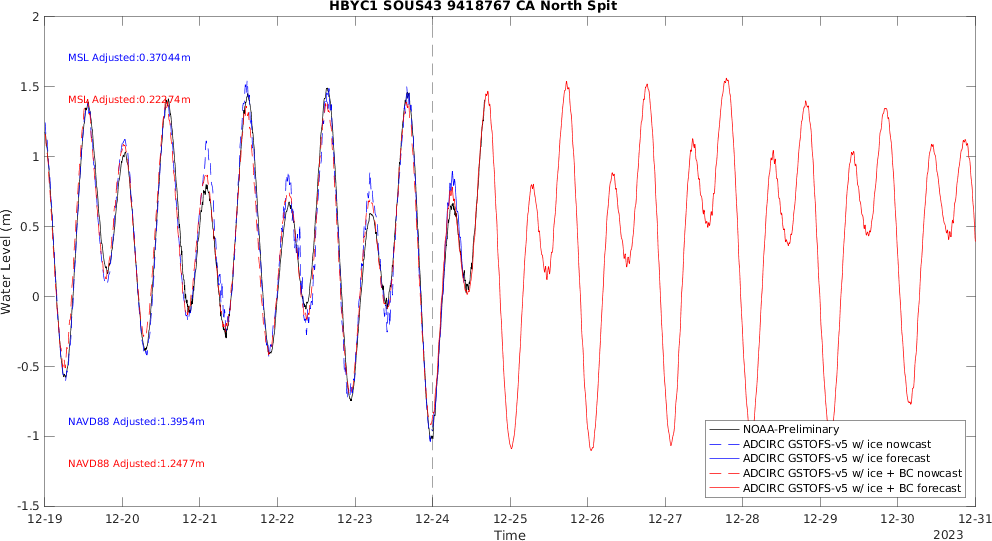 HBYC1 SOUS43 9418767 CA North Spit
2
1.5
1
0.5
0
-0.5
-1
-1.5
Water Level (m)
MSL Adjusted:0.37044m
MSL Adjusted:0.22274m
NAVD88 Adjusted:1.3954m
NAVD88 Adjusted:1.2477m
NOAA-Preliminary
ADCIRC GSTOFS-v5 w/ ice nowcast
ADCIRC GSTOFS-v5 w/ ice forecast
ADCIRC GSTOFS-v5 w/ ice + BC nowcast
ADCIRC GSTOFS-v5 w/ ice + BC forecast
12-19 12-20 12-21 12-22 12-23 12-24 12-25 12-26 12-27 12-28 12-29 12-30 12-31
Time
2023